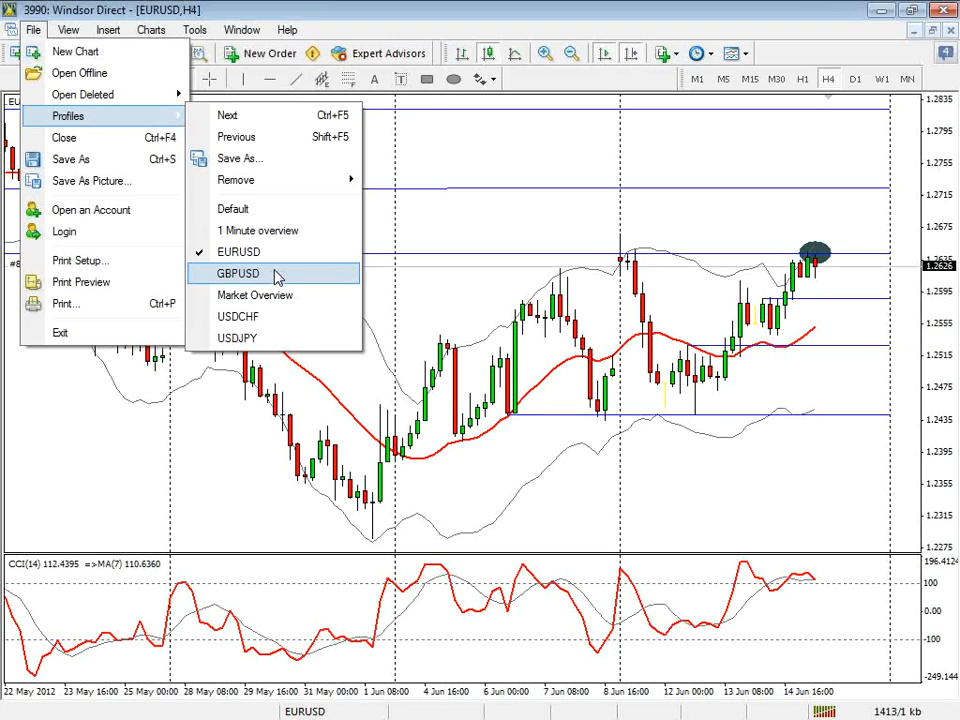 3990: Windsor Direct - [EURUSD,H4]
File View Insert Charts Tools Window Help
New Order Expert Advisors 4
A T M1 M5 M15 M30 H1 H4 D1 W1 MN
New Chart
Open Offline
Open Deleted
Profiles
Close Ctrl+F4
Save As Ctrl+S
Save As Picture...
Open an Account
Login
Print Setup...
Print Preview
Print... Ctrl+P
Exit
Next Ctrl+F5
Previous Shift+F5
Save As...
Remove
Default
1 Minute overview
EURUSD
GBPUSD
Market Overview
USDCHF
USDJPY
1.2835
1.2795
1.2755
1.2715
1.2675
1.2635
1.2626
1.2595
1.2555
1.2515
1.2475
1.2435
1.2395
1.2355
1.2315
1.2275
CCI(14) 112.4395 =>MA(7) 110.6360
196.4124
100
0.00
-100
-249.144
22 May 2012 23 May 16:00 25 May 00:00 28 May 08:00 29 May 16:00 31 May 00:00 1 Jun 08:00 4 Jun 16:00 6 Jun 00:00 7 Jun 08:00 8 Jun 16:00 12 Jun 00:00 13 Jun 08:00 14 Jun 16:00
EURUSD 1413/1 kb